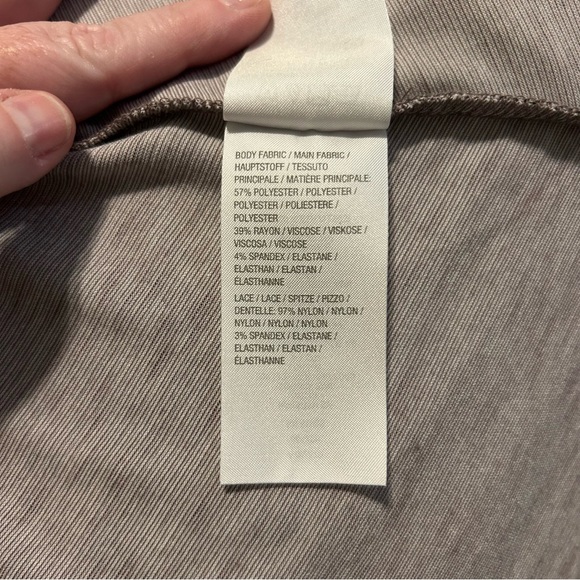 BODY FABRIC / MAIN FABRIC /
HAUPTSTOFF / TESSUTO
PRINCIPALE / MATIÈRE PRINCIPALE:
57% POLYESTER / POLYESTER /
POLYESTER / POLIESTERE /
POLYESTER
39% RAYON / VISCOSE / VISKOSE /
VISCOSA / VISCOSE
4% SPANDEX / ELASTANE /
ELASTHAN / ELASTAN /
ÉLASTHANNE
LACE / LACE / SPITZE / PIZZO /
DENTELLE: 97% NYLON / NYLON /
NYLON / NYLON / NYLON
3% SPANDEX / ELASTANE /
ELASTHAN / ELASTAN /
ÉLASTHANNE